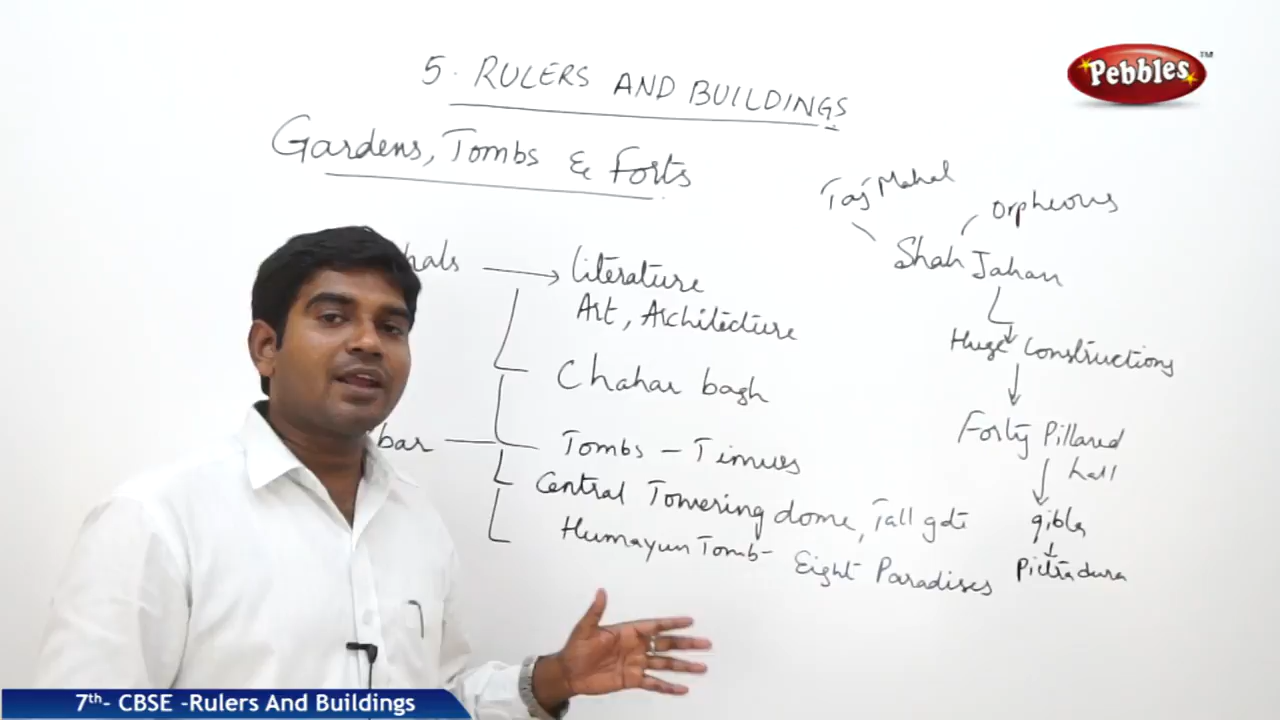 Pebbles™
5. RULERS AND BUILDINGS
Gardens, Tombs & Forts
Taj Mahal
Orpheous
Shah Jahan
hals
Literature
Art, Architecture
Huge Constructions
Chahar bagh
Forty Pillared
hall
bar
Tombs – Timurs
Central Towering dome, Tall gate
qibla
Humayun Tomb- Eight Paradises
Pietradura
7th- CBSE -Rulers And Buildings